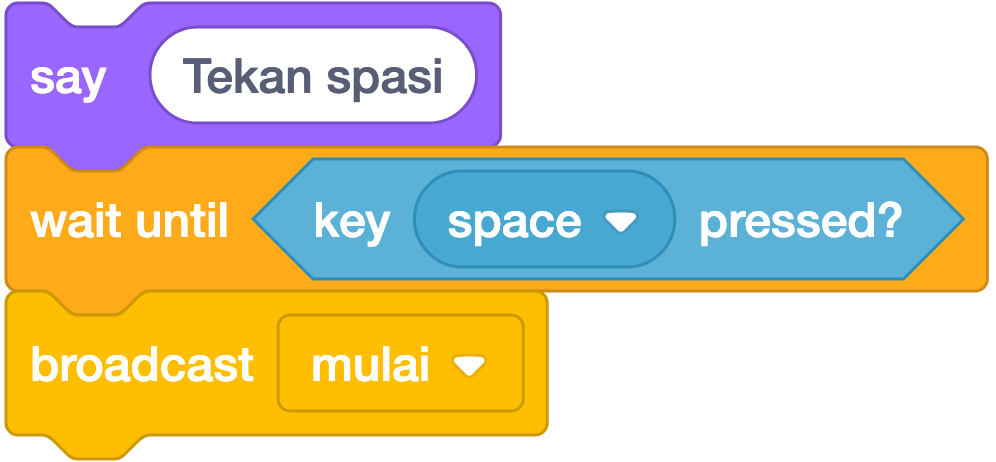 say Tekan spasi
wait until key space pressed?
broadcast mulai